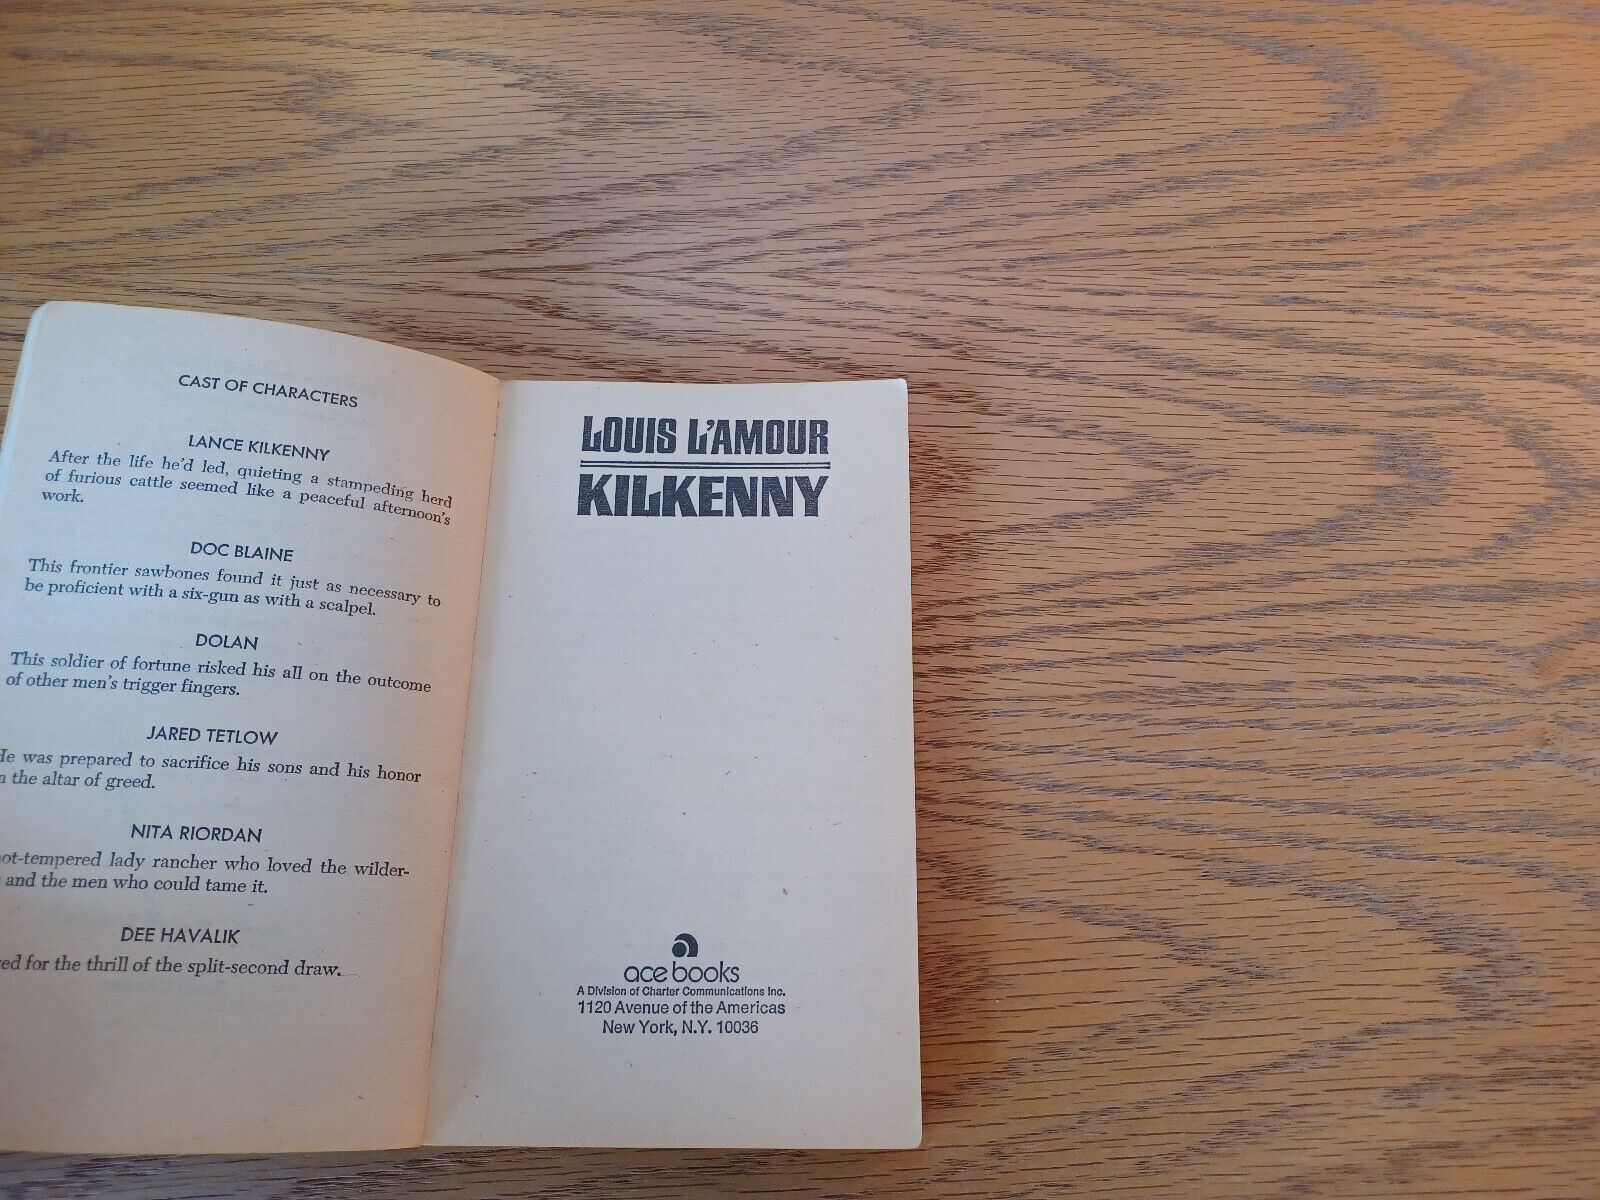 CAST OF CHARACTERS
LANCE KILKENNY
After the life he'd led, quieting a stampeding herd
of furious cattle seemed like a peaceful afternoon's
work.
DOC BLAINE
This frontier sawbones found it just as necessary to
be proficient with a six-gun as with a scalpel.
DOLAN
This soldier of fortune risked his all on the outcome
of other men's trigger fingers.
JARED TETLOW
He was prepared to sacrifice his sons and his honor
the altar of greed.
NITA RIORDAN
ot-tempered lady rancher who loved the wilder-
and the men who could tame it.
DEE HAVALIK
ed for the thrill of the split-second draw.
LOUIS L'AMOUR
KILKENNY
ace books
A Division of Charter Communications Inc.
1120 Avenue of the Americas
New York, N.Y. 10036